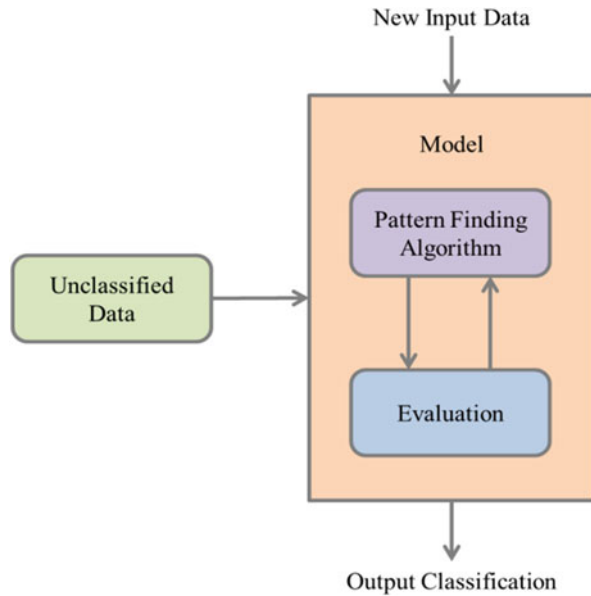 New Input Data
Model
Pattern Finding
Algorithm
Unclassified
Data
Evaluation
Output Classification